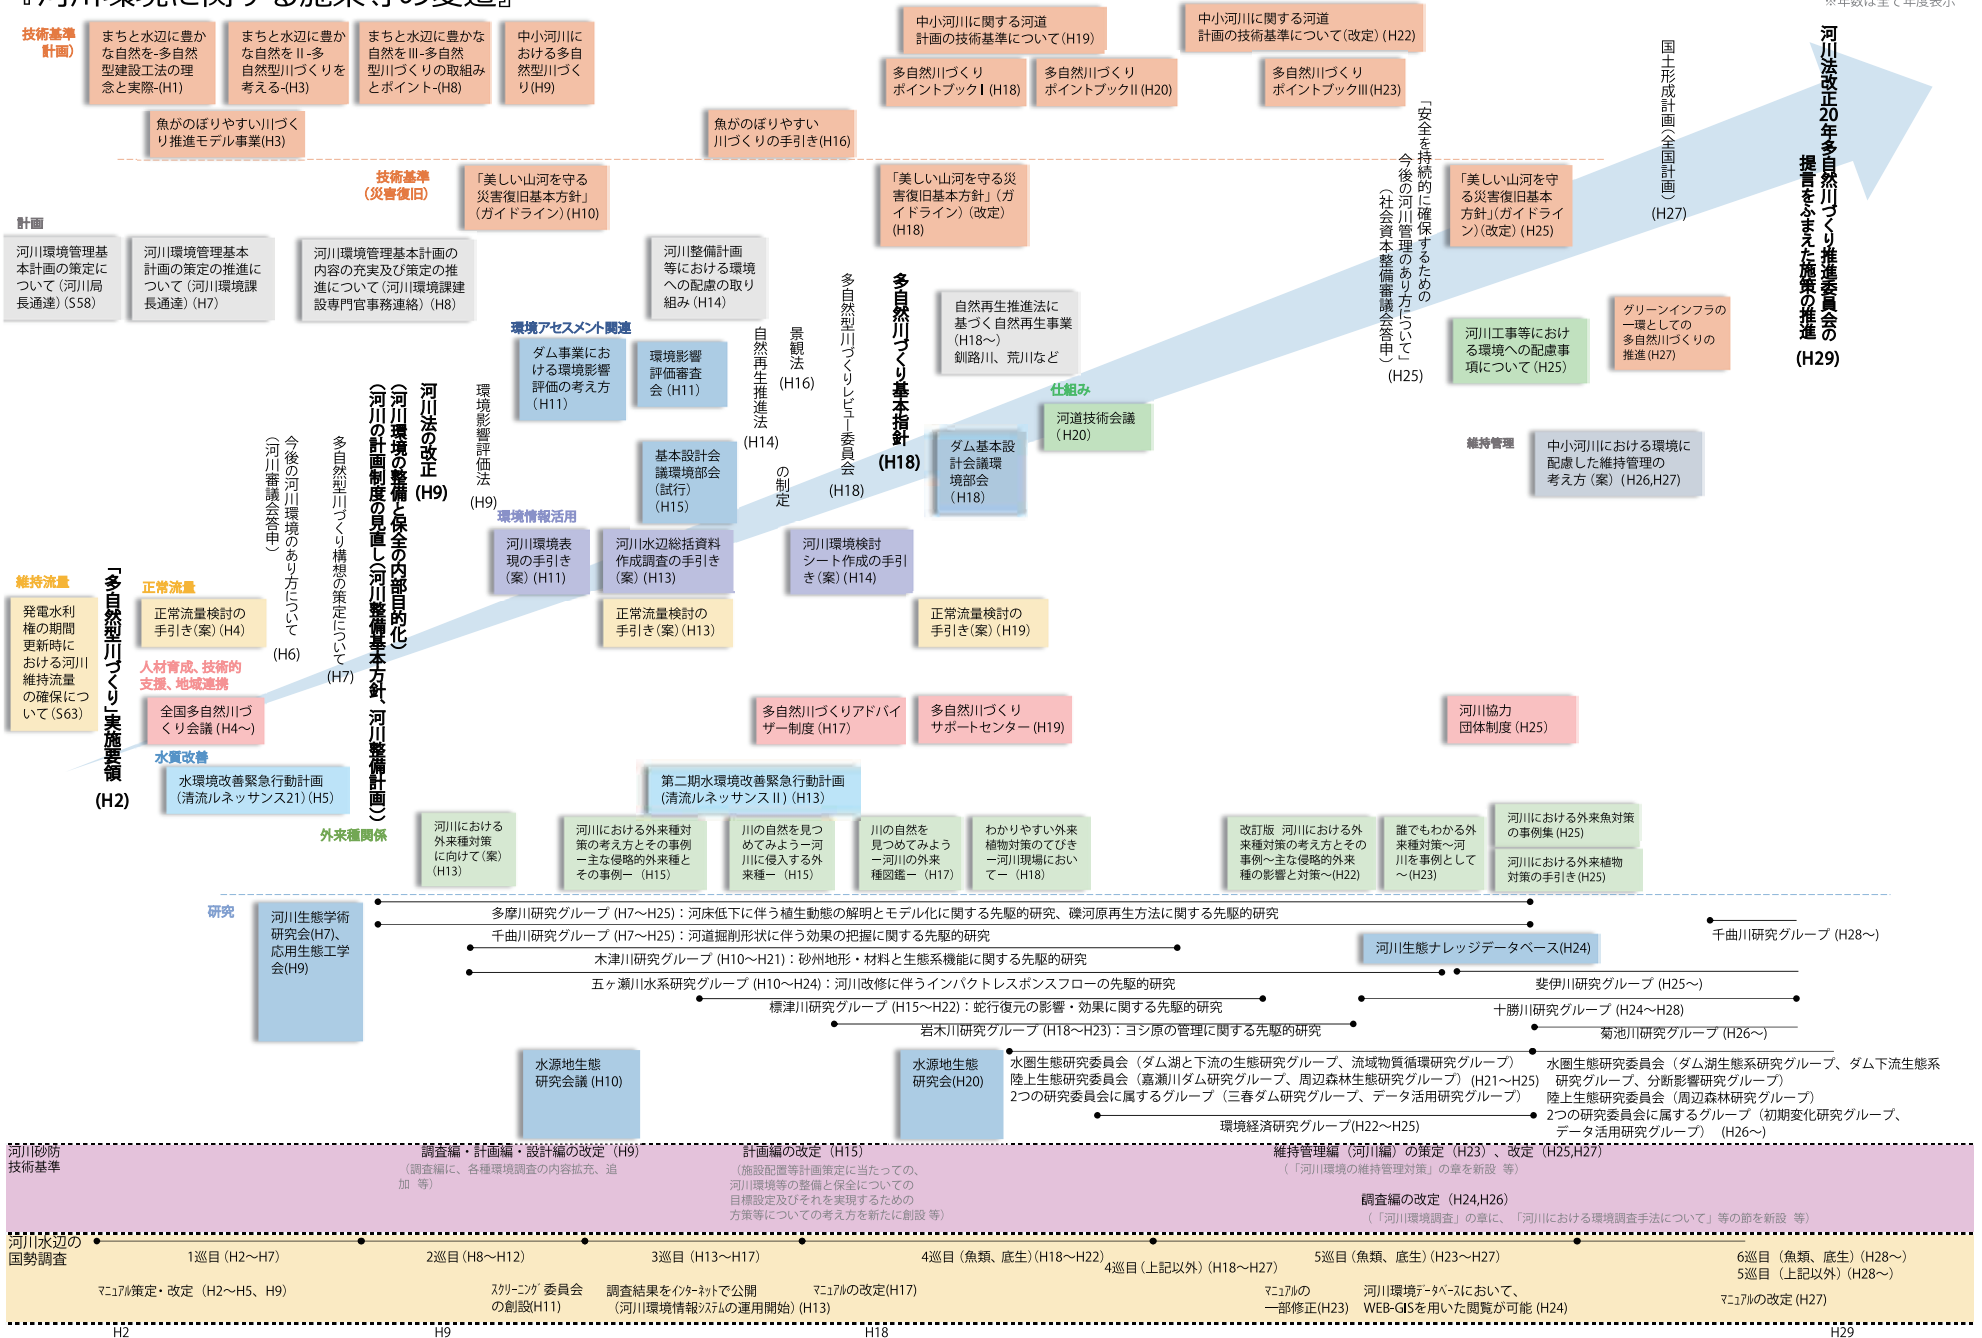 『河川環境に関する施策等の変遷』
※年数は全て年度表示
技術基準
計画）
まちと水辺に豊か
な自然を-多自然
型建設工法の理
念と実際-(H1)
まちと水辺に豊か
な自然をⅡ-多
自然型川づくりを
考える-(H3)
まちと水辺に豊かな
自然をⅢ-多自然
型川づくりの取組み
とポイント-(H8)
中小河川に
おける多自
然型川づく
り(H9)
中小河川に関する河道
計画の技術基準について(H19)
中小河川に関する河道
計画の技術基準について(改定) (H22)
多自然川づくり
ポイントブックⅠ (H18)
多自然川づくり
ポイントブックⅡ (H20)
多自然川づくり
ポイントブックⅢ(H23)
魚がのぼりやすい川づく
り推進モデル事業(H3)
魚がのぼりやすい
川づくりの手引き(H16)
技術基準
（災害復旧）
「美しい山河を守る
災害復旧基本方針」
（ガイドライン）(H10)
「美しい山河を守る災
害復旧基本方針」（ガ
イドライン）（改定）
(H18)
「美しい山河を守
る災害復旧基本
方針」（ガイドライ
ン）（改定）(H25)
「安全を持続的に確保するための
今後の河川管理のあり方について」
（社会資本整備審議会答申）
(H25)
国土形成計画（全国計画）
(H27)
河川法改正20年多自然川づくり推進委員会の
提言をふまえた施策の推進
(H29)
計画
河川環境管理基
本計画の策定に
ついて（河川局
長通達）(S58)
河川環境管理基本
計画の策定の推進に
ついて（河川環境課
長通達）(H7)
河川環境管理基本計画の
内容の充実及び策定の推
進について（河川環境課建
設専門官事務連絡）(H8)
河川整備計画
等における環境
への配慮の取り
組み(H14)
自然再生推進法に
基づく自然再生事業
(H18～)
釧路川、荒川など
グリーンインフラの
一環としての
多自然川づくりの
推進(H27)
河川工事等におけ
る環境への配慮事
項について(H25)
環境アセスメント関連
ダム事業にお
ける環境影響
評価の考え方
(H11)
環境影響
評価審査
会(H11)
自然再生推進法
(H14)
景観法
(H16)
の制定
多自然型川づくりレビュー委員会
(H18)
多自然川づくり基本指針
(H18)
仕組み
河道技術会議
(H20)
維持管理
中小河川における環境に
配慮した維持管理の
考え方（案）(H26,H27)
基本設計会
議環境部会
（試行）
(H15)
ダム基本設
計会議環
境部会
(H18)
今後の河川環境のあり方について
（河川審議会答申）
(H6)
多自然型川づくり構想の策定について
(H7)
河川法の改正
(H9)
（河川環境の整備と保全の内部目的化）
（河川の計画制度の見直し（河川整備基本方針、河川整備計画））
環境影響評価法
(H9)
環境情報活用
河川環境表
現の手引き
（案）(H11)
河川水辺総括資料
作成調査の手引き
（案）(H13)
河川環境検討
シート作成の手引
き（案）(H14)
維持流量
発電水利
権の期間
更新時に
おける河川
維持流量
の確保につ
いて(S63)
「多自然型川づくり」実施要領
(H2)
正常流量
正常流量検討の
手引き（案）(H4)
正常流量検討の
手引き（案）(H13)
正常流量検討の
手引き（案）(H19)
人材育成、技術的
支援、地域連携
全国多自然川づ
くり会議(H4～)
多自然川づくりアドバイ
ザー制度(H17)
多自然川づくり
サポートセンター(H19)
河川協力
団体制度(H25)
水質改善
水環境改善緊急行動計画
（清流ルネッサンス21）(H5)
第二期水環境改善緊急行動計画
(清流ルネッサンスⅡ) (H13)
外来種関係
河川における
外来種対策
に向けて(案)
(H13)
河川における外来種対
策の考え方とその事例
ー主な侵略的外来種と
その事例ー (H15)
川の自然を見つ
めてみようー河
川に侵入する外
来種ー (H15)
川の自然を
見つめてみよう
ー河川の外来
種図鑑ー (H17)
わかりやすい外来
植物対策のてびき
ー河川現場におい
てー (H18)
改訂版 河川における外
来種対策の考え方とその
事例～主な侵略的外来
種の影響と対策～(H22)
誰でもわかる外
来種対策～河
川を事例として
～(H23)
河川における外来魚対策
の事例集(H25)
河川における外来植物
対策の手引き(H25)
研究
河川生態学術
研究会(H7)、
応用生態工学
会(H9)
多摩川研究グループ (H7～H25)：河床低下に伴う植生動態の解明とモデル化に関する先駆的研究、礫河原再生方法に関する先駆的研究
千曲川研究グループ (H7～H25)：河道掘削形状に伴う効果の把握に関する先駆的研究
千曲川研究グループ (H28～)
木津川研究グループ (H10～H21)：砂州地形・材料と生態系機能に関する先駆的研究
河川生態ナレッジデータベース(H24)
五ヶ瀬川水系研究グループ (H10～H24)：河川改修に伴うインパクトレスポンスフローの先駆的研究
斐伊川研究グループ (H25～)
標津川研究グループ (H15～H22)：蛇行復元の影響・効果に関する先駆的研究
十勝川研究グループ (H24～H28)
岩木川研究グループ (H18～H23)：ヨシ原の管理に関する先駆的研究
菊池川研究グループ (H26～)
水源地生態
研究会議(H10)
水源地生態
研究会(H20)
水圏生態研究委員会（ダム湖と下流の生態研究グループ、流域物質循環研究グループ）
陸上生態研究委員会（嘉瀬川ダム研究グループ、周辺森林生態研究グループ）(H21～H25)
2つの研究委員会に属するグループ（三春ダム研究グループ、データ活用研究グループ）
環境経済研究グループ(H22～H25)
水圏生態研究委員会（ダム湖生態系研究グループ、ダム下流生態系
研究グループ、分断影響研究グループ）
陸上生態研究委員会（周辺森林研究グループ）
2つの研究委員会に属するグループ（初期変化研究グループ、
データ活用研究グループ） (H26～)
河川砂防
技術基準
調査編・計画編・設計編の改定（H9）
（調査編に、各種環境調査の内容拡充、追
加 等）
計画編の改定（H15）
（施設配置等計画策定に当たっての、
河川環境等の整備と保全についての
目標設定及びそれを実現するための
方策等についての考え方を新たに創設 等）
維持管理編（河川編）の策定（H23）、改定（H25,H27）
（「河川環境の維持管理対策」の章を新設 等）
調査編の改定（H24,H26）
（「河川環境調査」の章に、「河川における環境調査手法について」等の節を新設 等）
河川水辺の
国勢調査
1巡目 (H2～H7)
2巡目 (H8～H12)
3巡目 (H13～H17)
4巡目 (魚類、底生) (H18～H22)
4巡目 (上記以外) (H18～H27)
5巡目 (魚類、底生) (H23～H27)
6巡目 (魚類、底生) (H28～)
5巡目 (上記以外) (H28～)
マニュアル策定・改定 (H2～H5、H9)
スクリーニング委員会
の創設(H11)
調査結果をインターネットで公開
（河川環境情報システムの運用開始）(H13)
マニュアルの改定(H17)
マニュアルの
一部修正(H23)
河川環境データベースにおいて、
WEB-GISを用いた閲覧が可能 (H24)
マニュアルの改定 (H27)
H2
H9
H18
H29